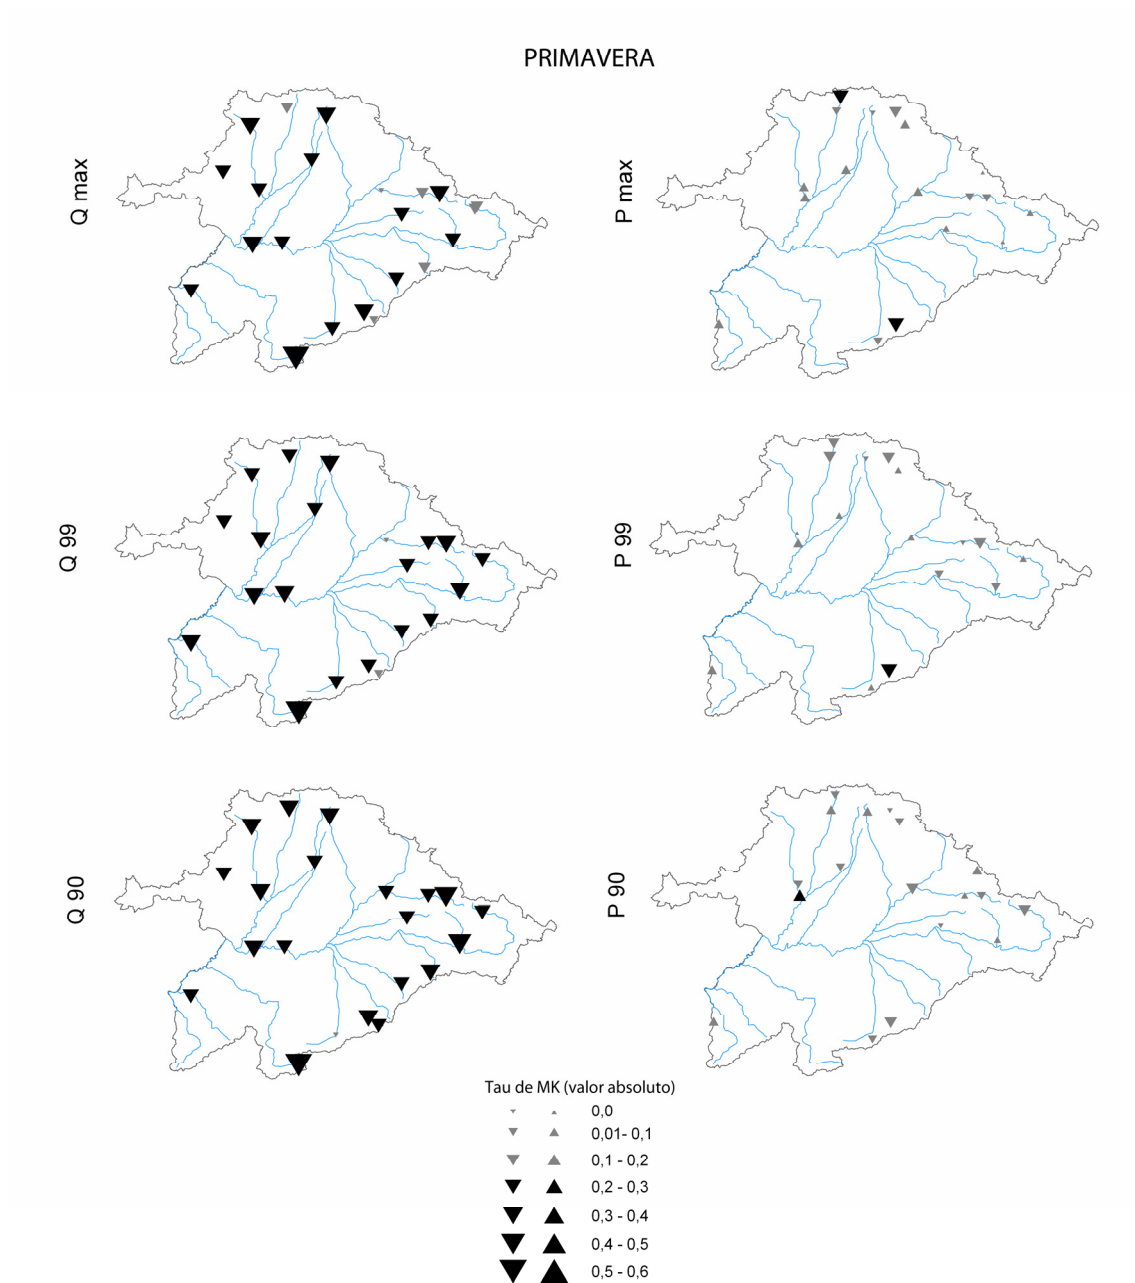 PRIMAVERA
Q max
P max
Q 99
P 99
Q 90
P 90
Tau de MK (valor absoluto)
0,0
0,01- 0,1
0,1 - 0,2
0,2 - 0,3
0,3 - 0,4
0,4 - 0,5
0,5 - 0,6